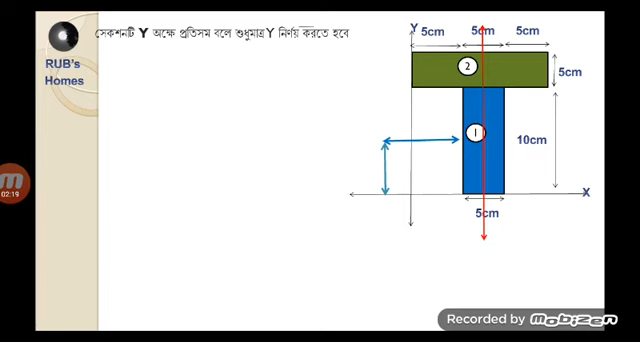 সেকশনটি Y অক্ষে প্রতিসম বলে শুধুমাত্র Y নির্ণয় করতে হবে
RUB's
Homes
02:19
Y
5cm
5cm
5cm
2
5cm
1
10cm
X
5cm
Recorded by mobizen